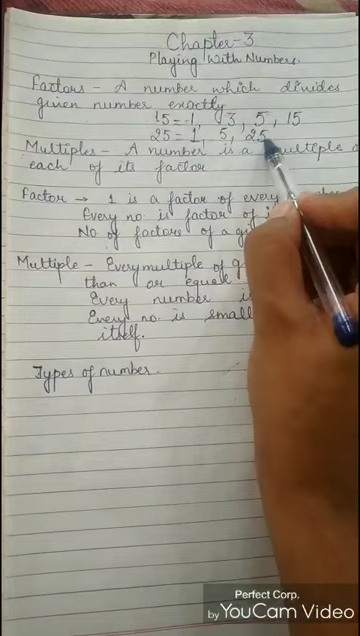 Chapter-3
Playing With Numbers
Factors - A number which divides
given number exactly
15 = 1, 3, 5, 15
25 = 1, 5, 25
Multiples - A number is a multiple
each of its factor
Factor → 1 is a factor of every
Every no. is factor of
No of factors of a
Multiple - Every multiple of
than or equal
Every number
Every no. is small
itself.
Types of number.
Perfect Corp.
by YouCam Video